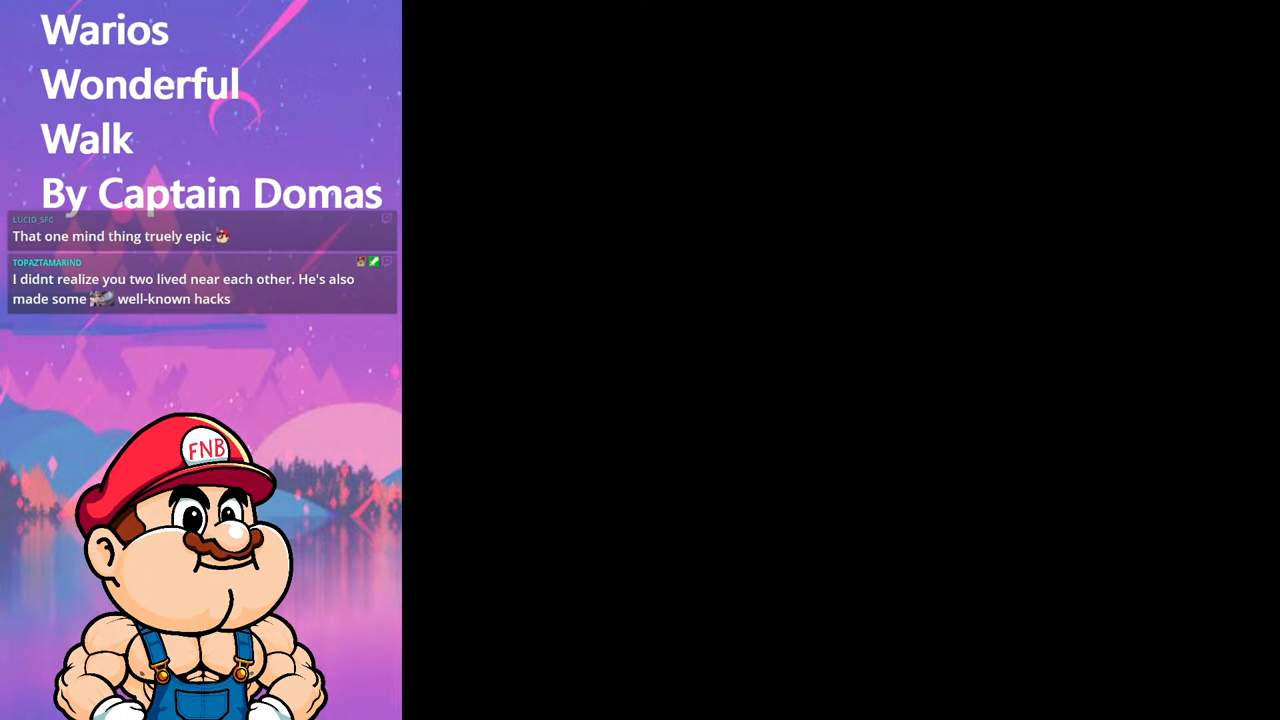 Warios
Wonderful
Walk
By Captain Domas
LUCID_SFC
That one mind thing truely epic
TOPAZTAMARIND
I didnt realize you two lived near each other. He's also
made some well-known hacks
FNB